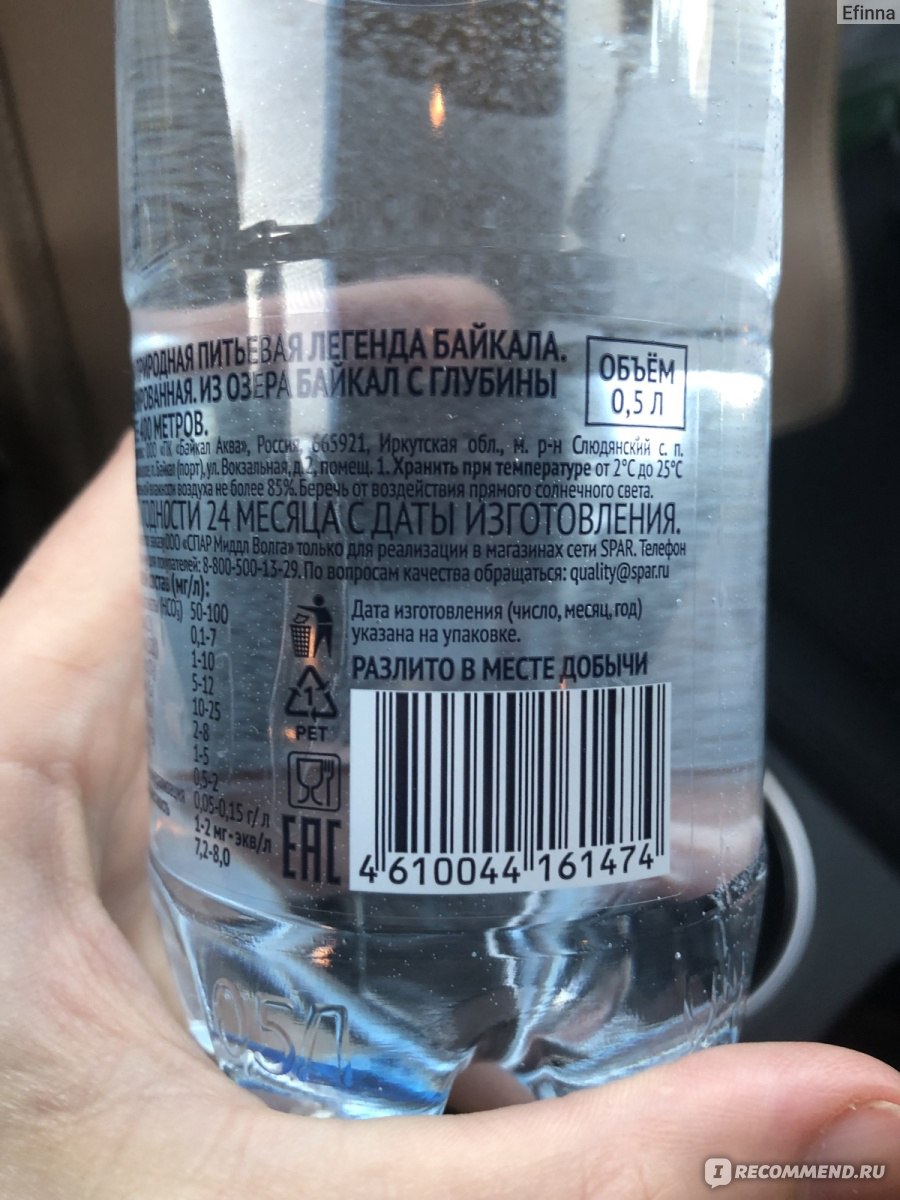 Efinna
ПРИРОДНАЯ ПИТЬЕВАЯ ЛЕГЕНДА БАЙКАЛА.
ИЗ ОЗЕРА БАЙКАЛ С ГЛУБИНЫ
400 МЕТРОВ.
ОБЪЁМ
0,5 Л
ООО «ПК «Байкал Аква», Россия, 665921, Иркутская обл., м. р-н Слюдянский с. п.
Байкал (порт), ул. Вокзальная, д. 2, помещ. 1. Хранить при температуре от 2°С до 25°С
влажности воздуха не более 85%. Беречь от воздействия прямого солнечного света.
24 МЕСЯЦА С ДАТЫ ИЗГОТОВЛЕНИЯ.
ООО «СПАР Миддл Волга» только для реализации в магазинах сети SPAR. Телефон
для покупателей: 8-800-500-13-29. По вопросам качества обращаться: quality@spar.ru
(мг/л):
(HCO₃) 50-100
0,1-7
1-10
5-12
10-25
2-8
1-5
0,5-2
0,05-0,15 г/л
1-2 мг-экв/л
7,2-8,0
Дата изготовления (число, месяц, год)
указана на упаковке.
РАЗЛИТО В МЕСТЕ ДОБЫЧИ
1
PET
EAC
4 610044 161474
0,5Л
IRECOMMEND.RU